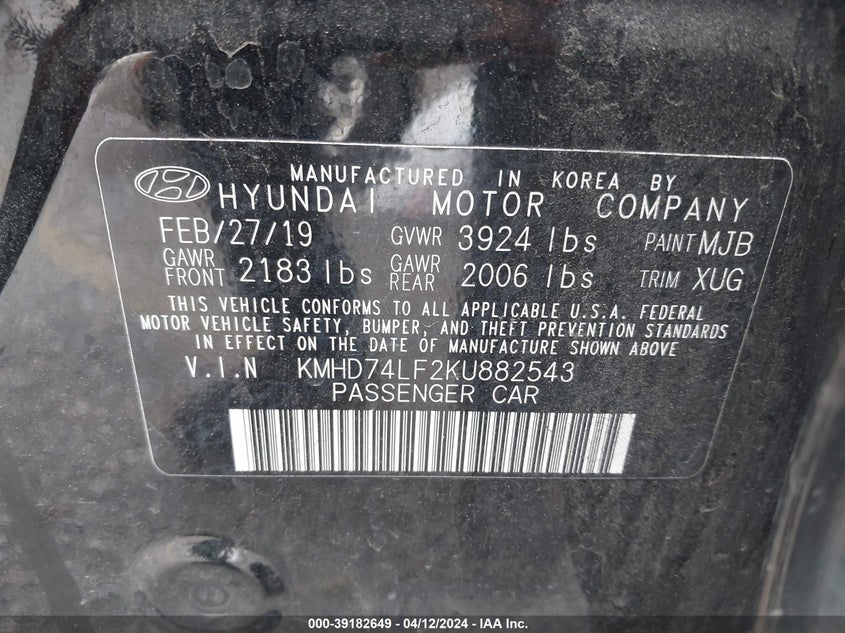 MANUFACTURED IN KOREA BY
HYUNDAI MOTOR COMPANY
FEB/27/19 GVWR 3924 lbs PAINT MJB
GAWR FRONT 2183 lbs GAWR REAR 2006 lbs TRIM XUG
THIS VEHICLE CONFORMS TO ALL APPLICABLE U.S.A. FEDERAL
MOTOR VEHICLE SAFETY, BUMPER, AND THEFT PREVENTION STANDARDS
IN EFFECT ON THE DATE OF MANUFACTURE SHOWN ABOVE
V.I.N KMHD74LF2KU882543
PASSENGER CAR
000-39182649 - 04/12/2024 - IAA Inc.